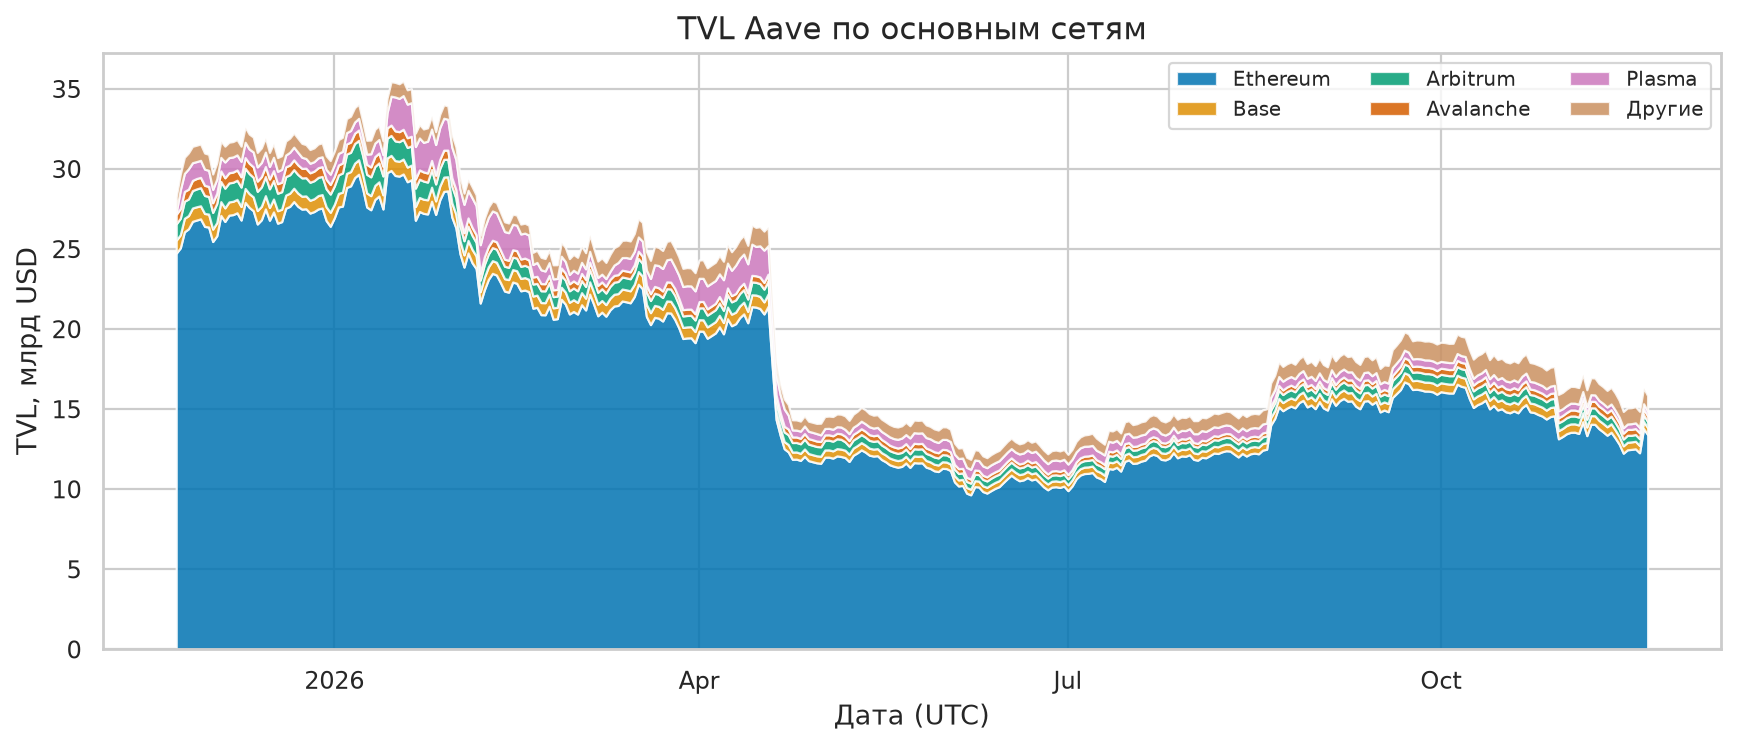 TVL Aave по основным сетям
Ethereum Arbitrum Plasma
Base Avalanche Другие
TVL, млрд USD
35
30
25
20
15
10
5
0
2026 Apr Jul Oct
Дата (UTC)